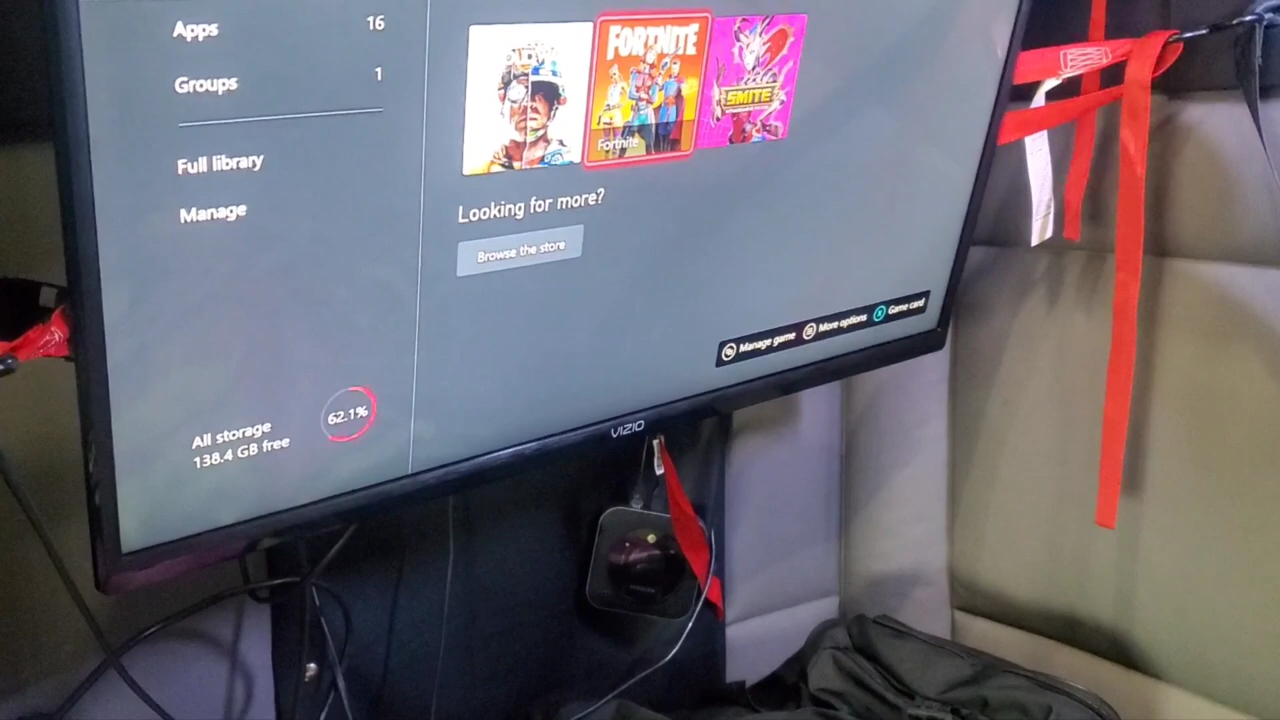 Apps 16
Groups 1
Full library
Manage
All storage
138.4 GB free
62.1%
FORTNITE
Fortnite
SMITE
Looking for more?
Browse the store
Manage game
More options
Game card
VIZIO